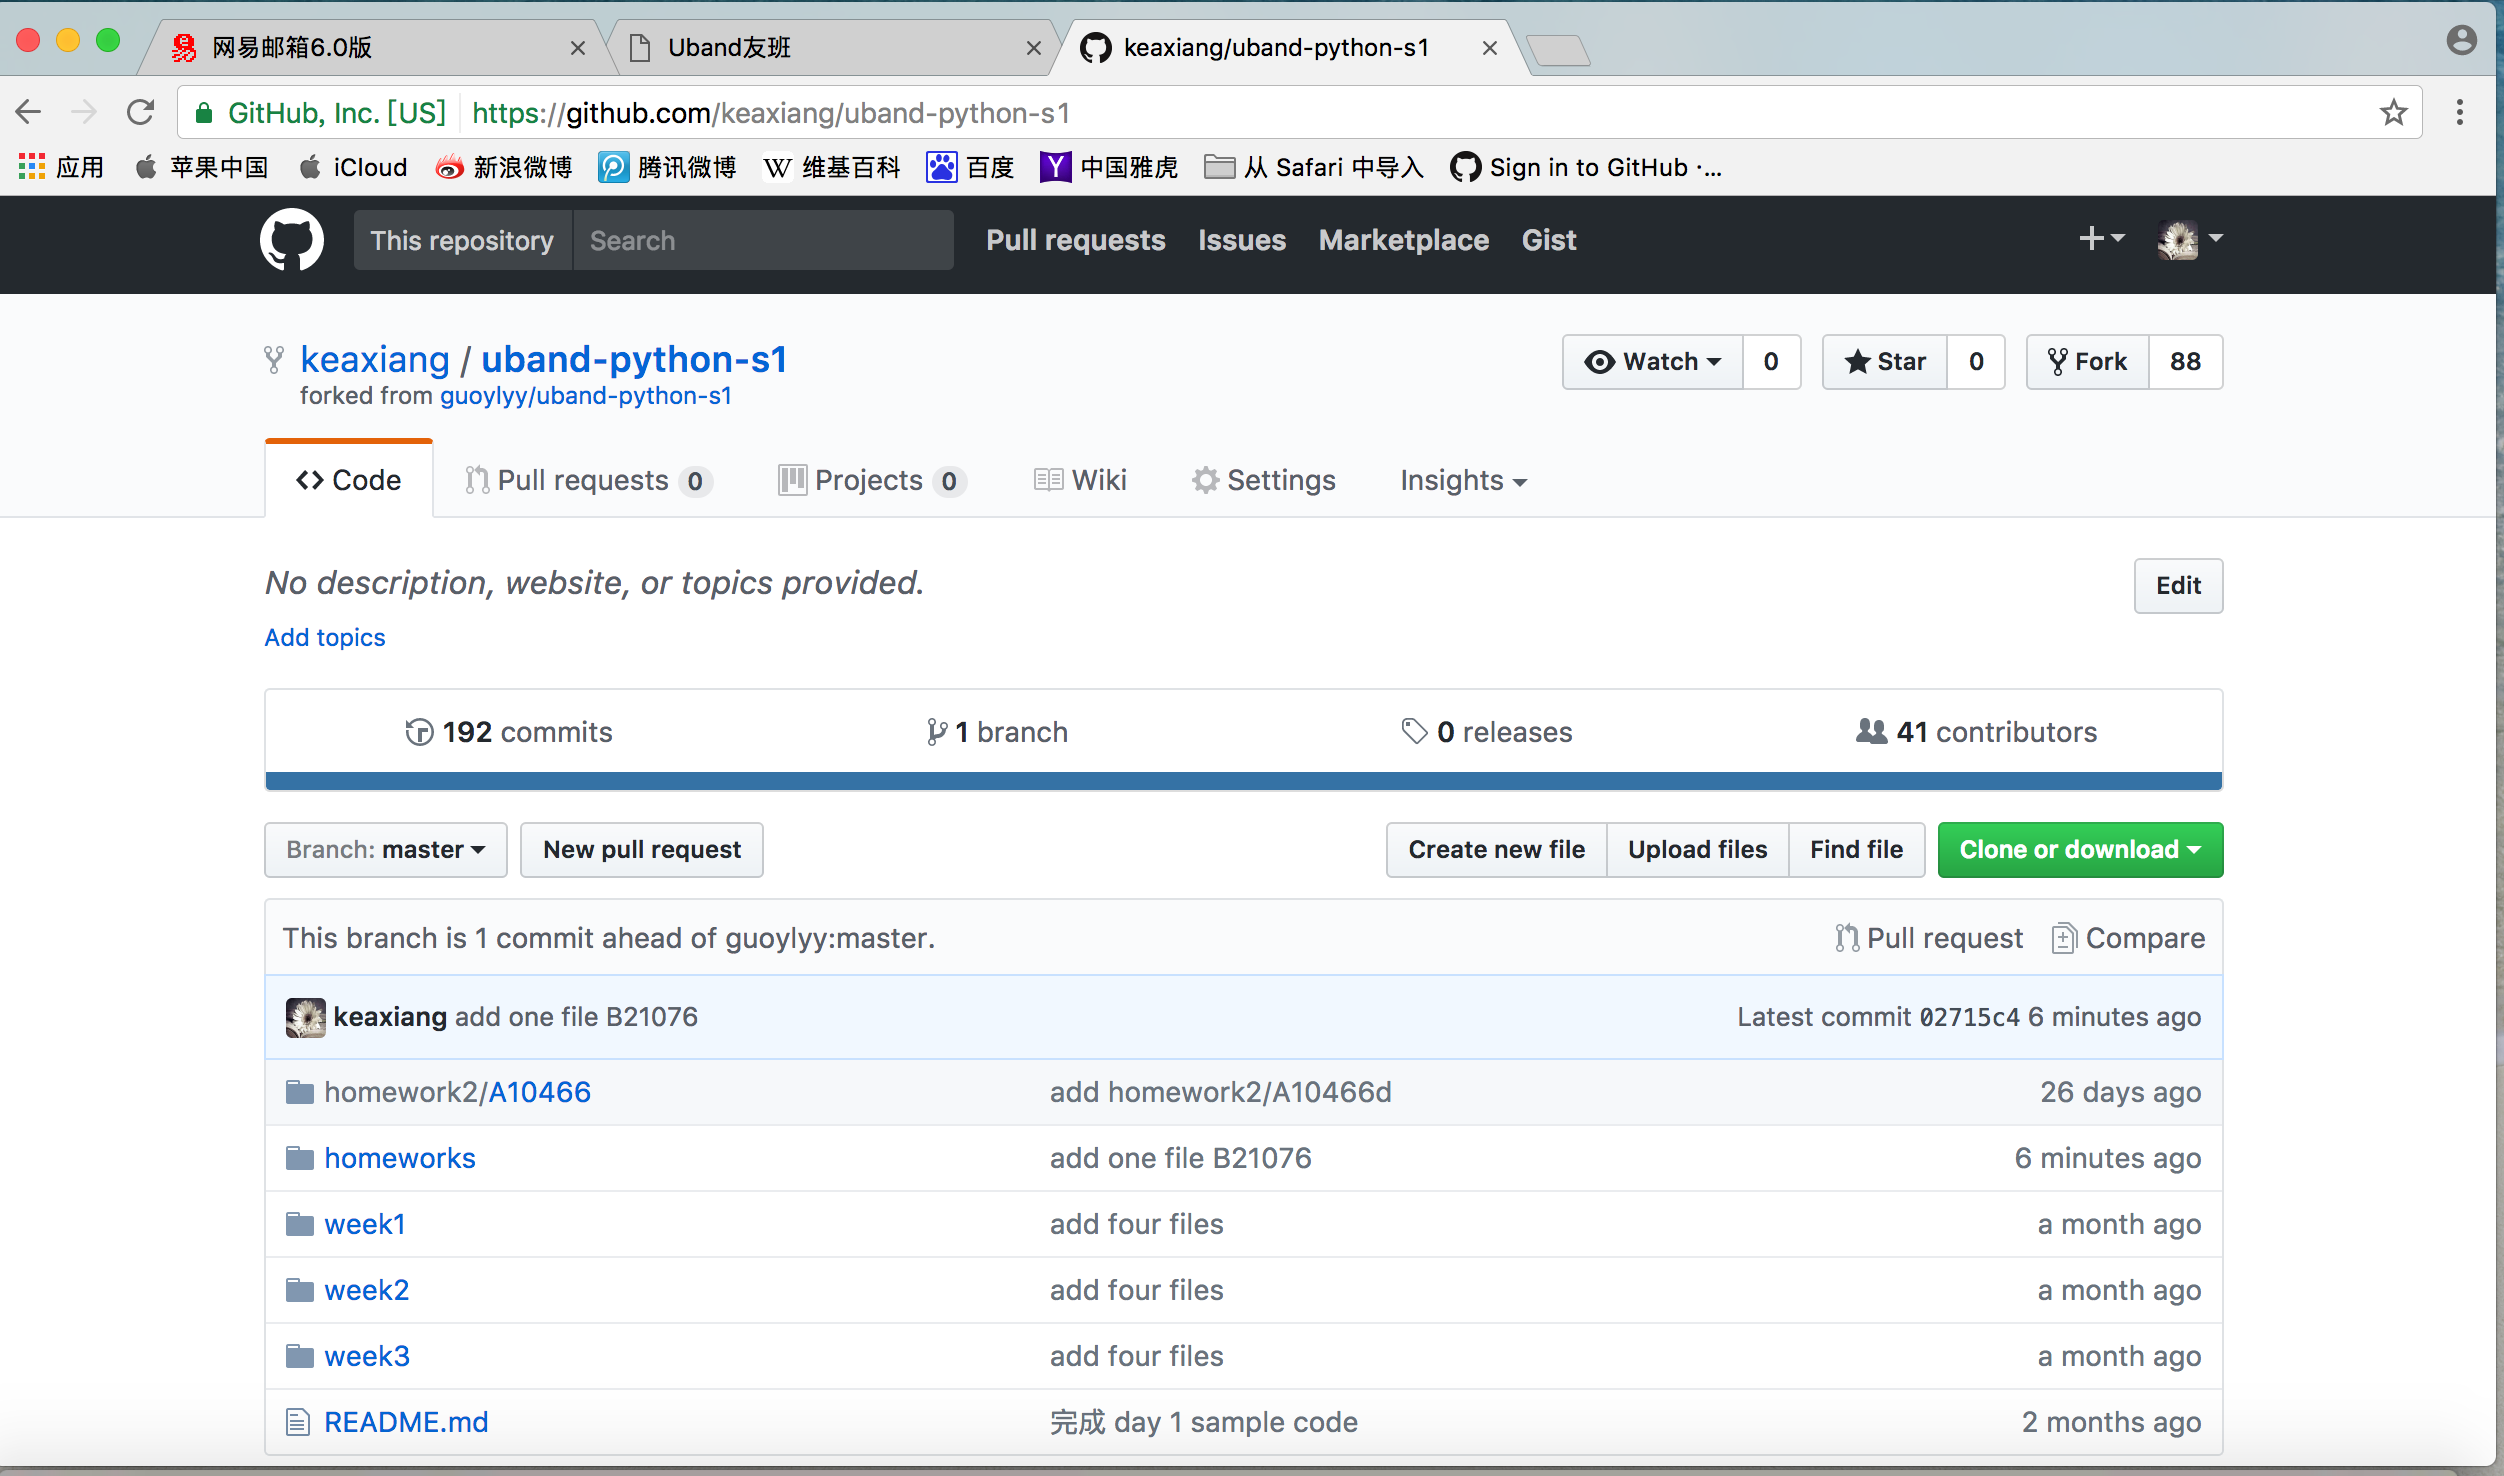 网易邮箱6.0版
Uband友班
keaxiang/uband-python-s1
GitHub, Inc. [US] https://github.com/keaxiang/uband-python-s1
应用 苹果中国 iCloud 新浪微博 腾讯微博 W 维基百科 百度 Y 中国雅虎 从 Safari 中导入 Sign in to GitHub ·...
This repository Search Pull requests Issues Marketplace Gist
keaxiang / uband-python-s1 Watch 0 Star 0 Fork 88
forked from guoylyy/uband-python-s1
Code Pull requests 0 Projects 0 Wiki Settings Insights
No description, website, or topics provided. Edit
Add topics
192 commits 1 branch 0 releases 41 contributors
Branch: master New pull request Create new file Upload files Find file Clone or download
This branch is 1 commit ahead of guoylyy:master. Pull request Compare
keaxiang add one file B21076 Latest commit 02715c4 6 minutes ago
homework2/A10466 add homework2/A10466d 26 days ago
homeworks add one file B21076 6 minutes ago
week1 add four files a month ago
week2 add four files a month ago
week3 add four files a month ago
README.md 完成 day 1 sample code 2 months ago